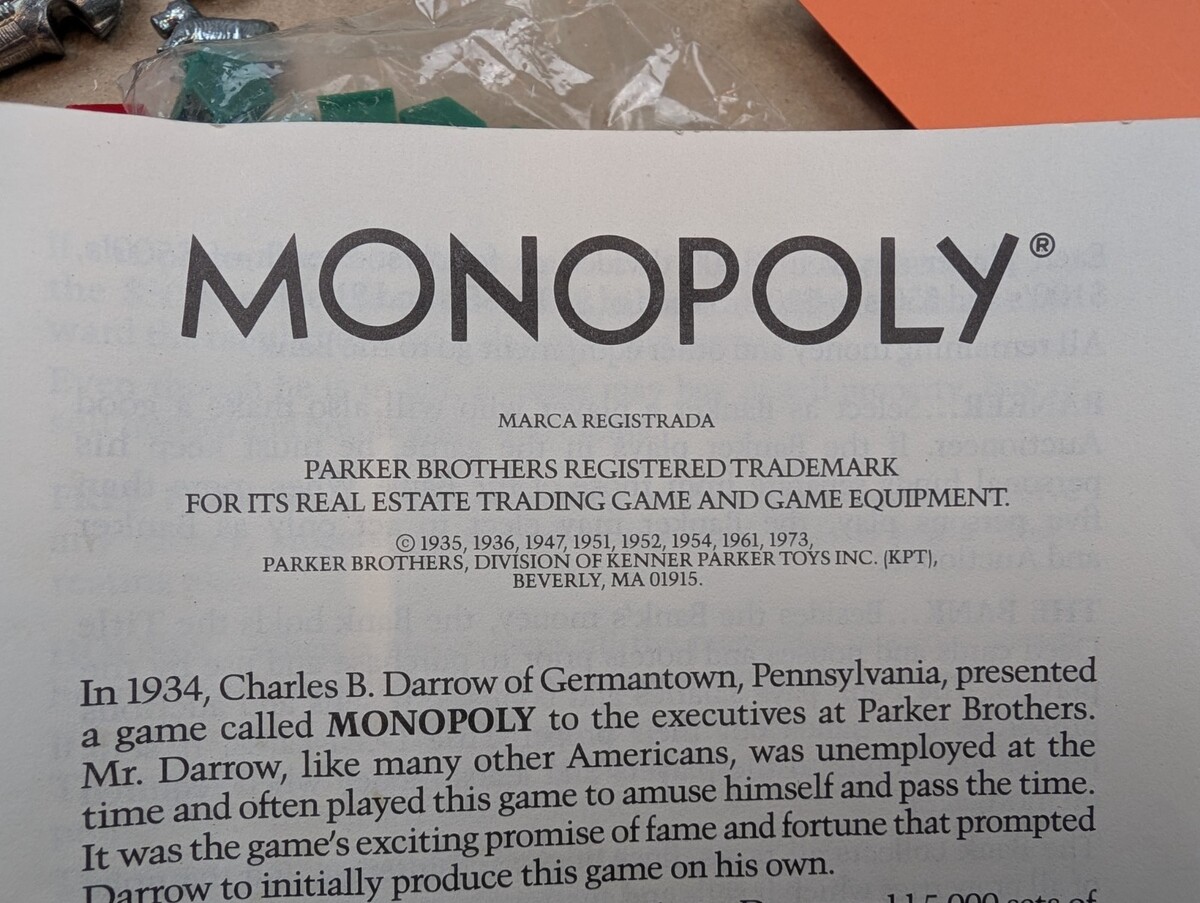 MONOPOLY®
MARCA REGISTRADA
PARKER BROTHERS REGISTERED TRADEMARK
FOR ITS REAL ESTATE TRADING GAME AND GAME EQUIPMENT.
© 1935, 1936, 1947, 1951, 1952, 1954, 1961, 1973,
PARKER BROTHERS, DIVISION OF KENNER PARKER TOYS INC. (KPT),
BEVERLY, MA 01915.
In 1934, Charles B. Darrow of Germantown, Pennsylvania, presented
a game called MONOPOLY to the executives at Parker Brothers.
Mr. Darrow, like many other Americans, was unemployed at the
time and often played this game to amuse himself and pass the time.
It was the game's exciting promise of fame and fortune that prompted
Darrow to initially produce this game on his own.
sets of